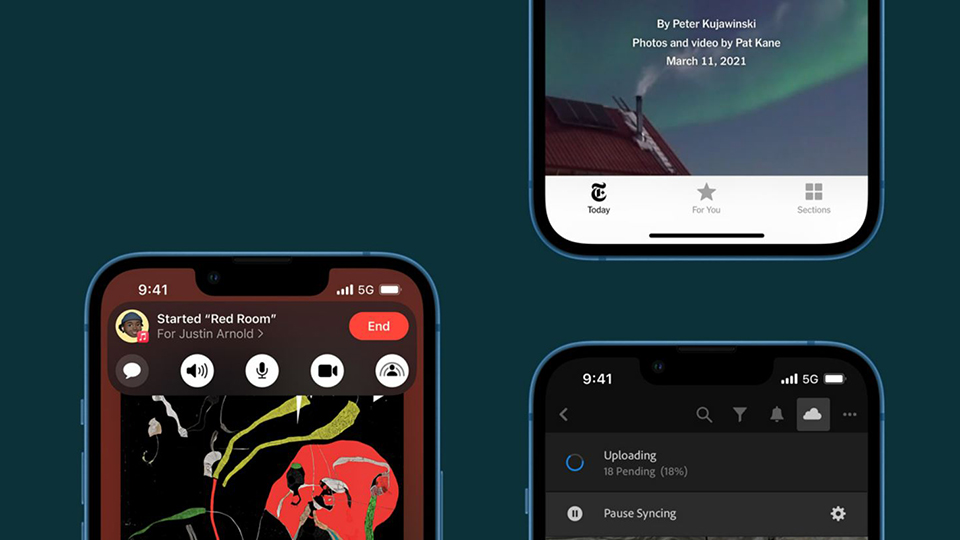 By Peter Kujawinski
Photos and video by Pat Kane
March 11, 2021
Today
For You
Sections
9:41
5G
Started “Red Room”
For Justin Arnold >
End
9:41
5G
Uploading
18 Pending (18%)
Pause Syncing